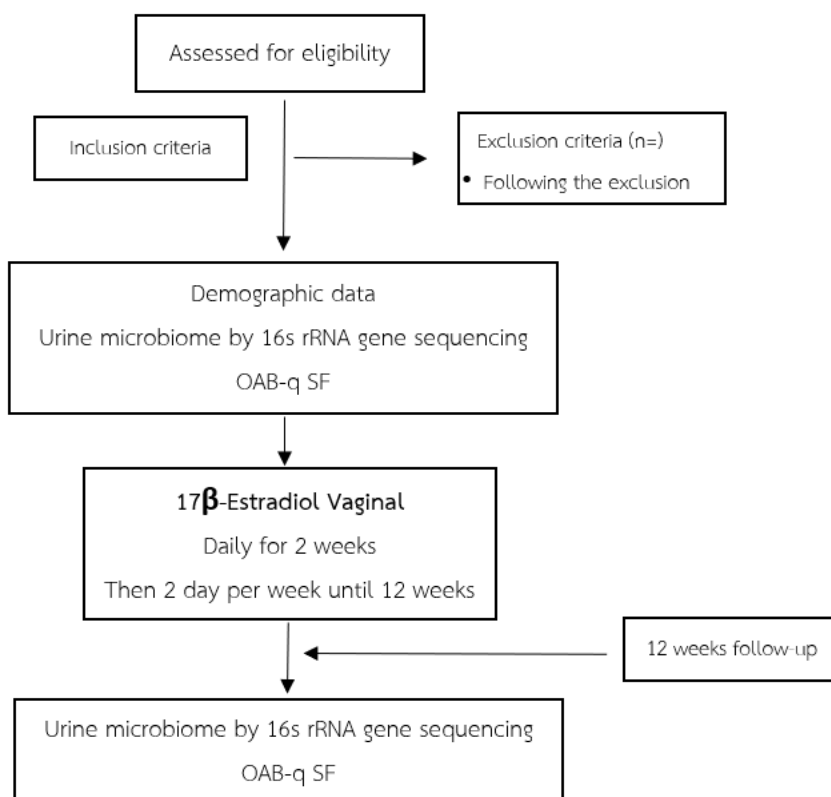 Assessed for eligibility
Inclusion criteria
Exclusion criteria (n=)
• Following the exclusion
Demographic data
Urine microbiome by 16s rRNA gene sequencing
OAB-q SF
17β-Estradiol Vaginal
Daily for 2 weeks
Then 2 day per week until 12 weeks
12 weeks follow-up
Urine microbiome by 16s rRNA gene sequencing
OAB-q SF